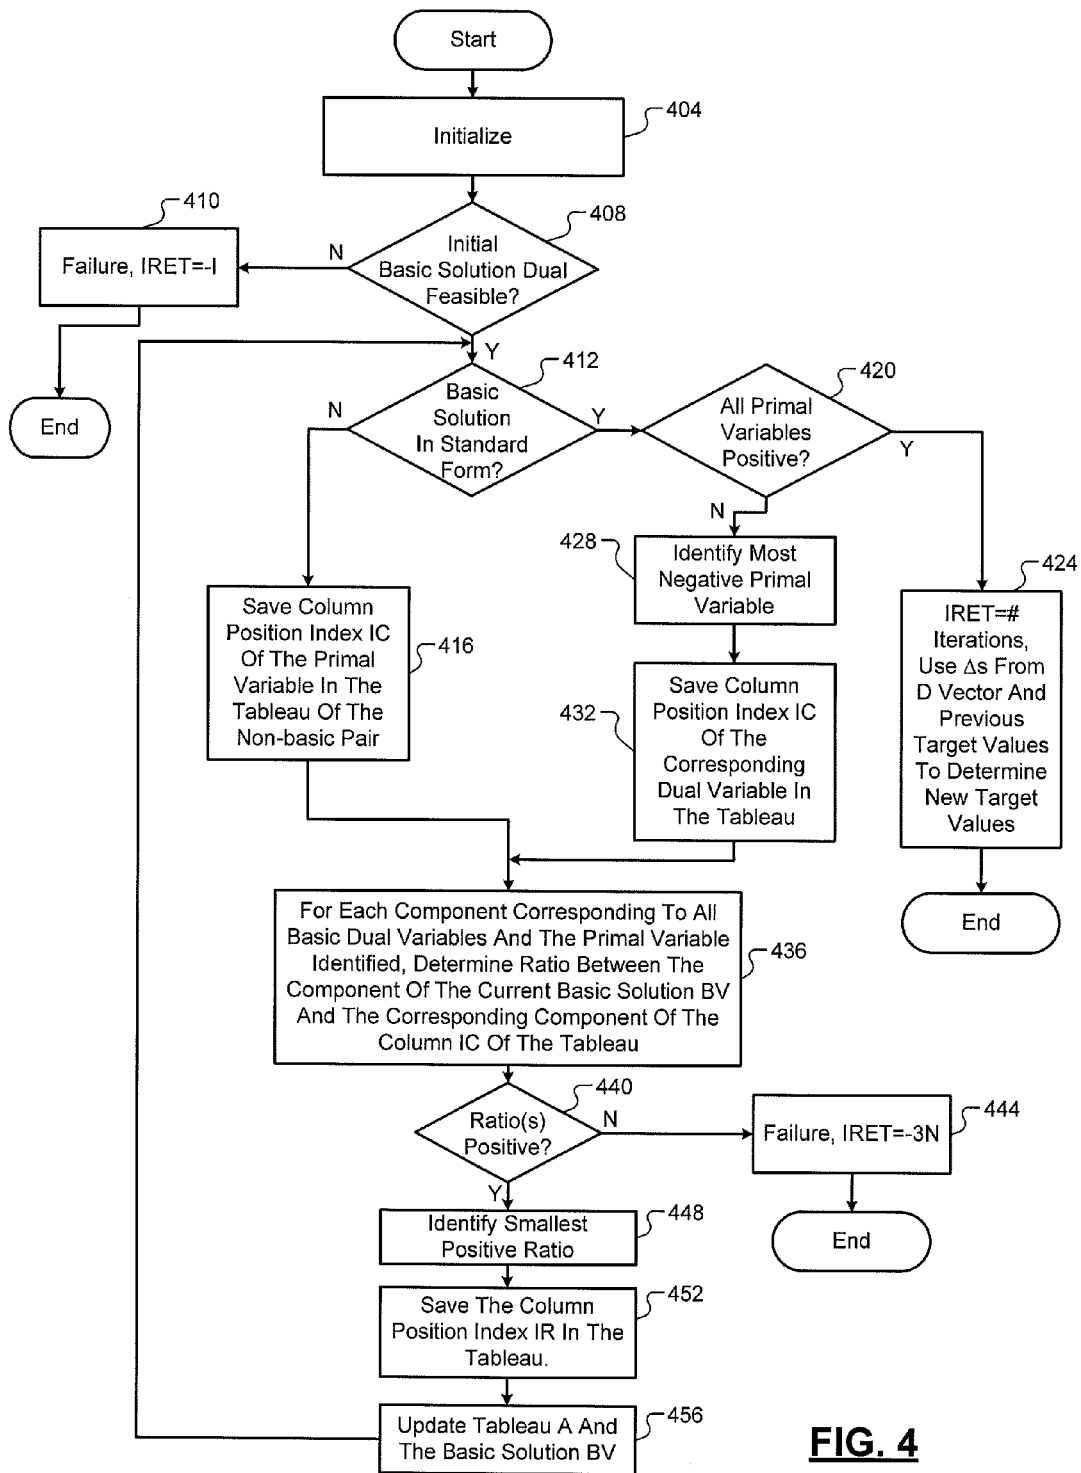 Start
404
Initialize
410
408
Initial
Basic Solution Dual
Feasible?
N
Failure, IRET=-I
Y
End
412
Basic
Solution
In Standard
Form?
N
Y
420
All Primal
Variables
Positive?
Y
N
428
Identify Most
Negative Primal
Variable
424
IRET=#
Iterations,
Use Δs From
D Vector And
Previous
Target Values
To Determine
New Target
Values
Save Column
Position Index IC
Of The Primal
Variable In The
Tableau Of The
Non-basic Pair
416
432
Save Column
Position Index IC
Of The
Corresponding
Dual Variable In
The Tableau
End
For Each Component Corresponding To All
Basic Dual Variables And The Primal Variable
Identified, Determine Ratio Between The
Component Of The Current Basic Solution BV
And The Corresponding Component Of The
Column IC Of The Tableau
436
440
Ratio(s)
Positive?
N
444
Failure, IRET=-3N
Y
End
Identify Smallest
Positive Ratio
448
Save The Column
Position Index IR In The
Tableau.
452
Update Tableau A And
The Basic Solution BV
456
FIG. 4